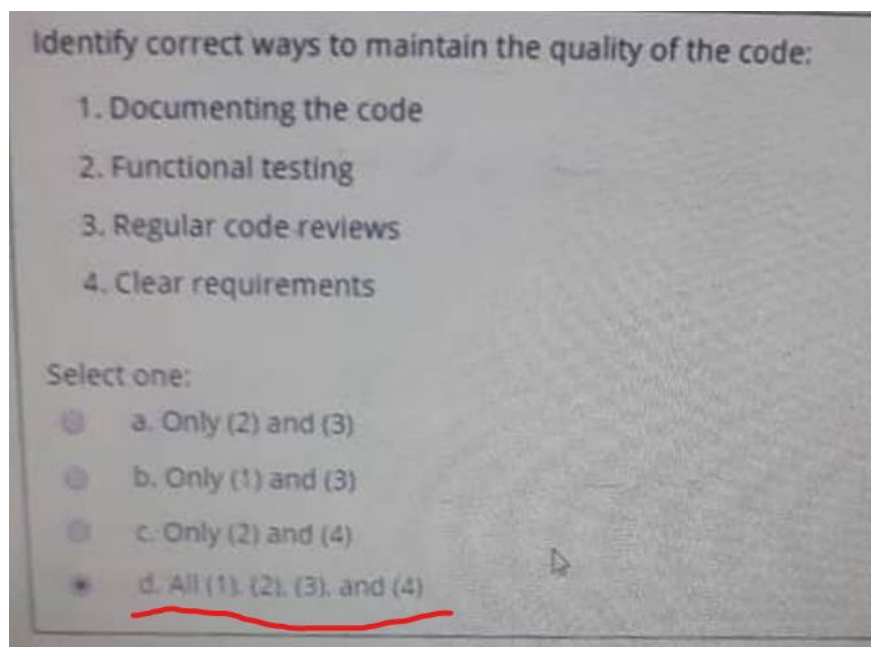 Identify correct ways to maintain the quality of the code:
1. Documenting the code
2. Functional testing
3. Regular code reviews
4. Clear requirements
Select one:
a. Only (2) and (3)
b. Only (1) and (3)
c. Only (2) and (4)
d. All (1), (2), (3), and (4)